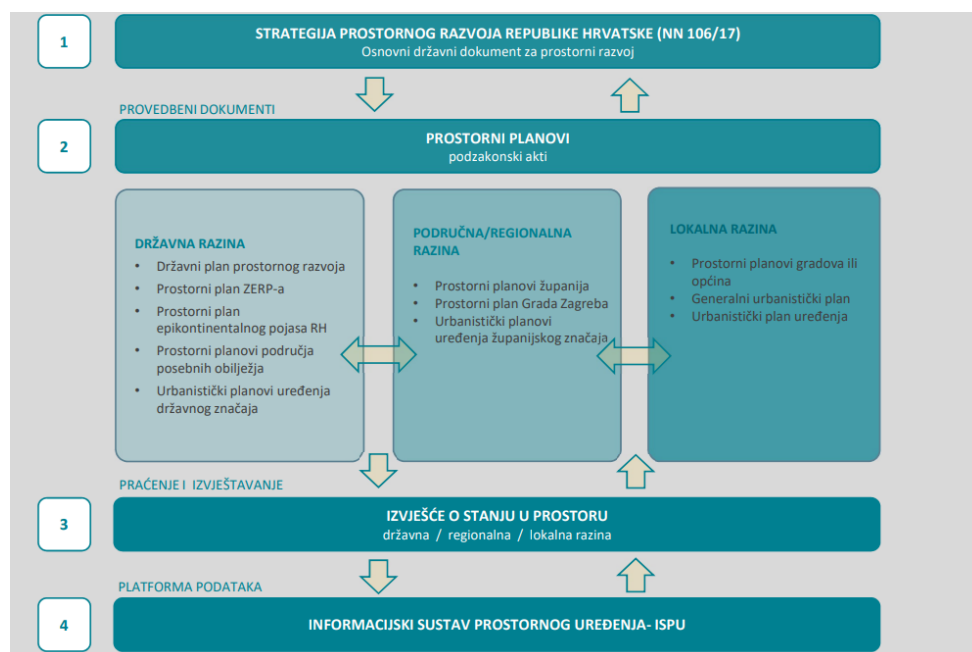 1
STRATEGIJA PROSTORNOG RAZVOJA REPUBLIKE HRVATSKE (NN 106/17)
Osnovni državni dokument za prostorni razvoj
PROVEDBENI DOKUMENTI
2
PROSTORNI PLANOVI
podzakonski akti
DRŽAVNA RAZINA
• Državni plan prostornog razvoja
• Prostorni plan ZERP-a
• Prostorni plan
epikontinentalnog pojasa RH
• Prostorni planovi područja
posebnih obilježja
• Urbanistički planovi uređenja
državnog značaja
PODRUČNA/REGIONALNA
RAZINA
• Prostorni planovi županija
• Prostorni plan Grada Zagreba
• Urbanistički planovi
uređenja županijskog značaja
LOKALNA RAZINA
• Prostorni planovi gradova ili
općina
• Generalni urbanistički plan
• Urbanistički plan uređenja
PRAĆENJE I IZVJEŠTAVANJE
3
IZVJEŠĆE O STANJU U PROSTORU
državna / regionalna / lokalna razina
PLATFORMA PODATAKA
4
INFORMACIJSKI SUSTAV PROSTORNOG UREĐENJA- ISPU